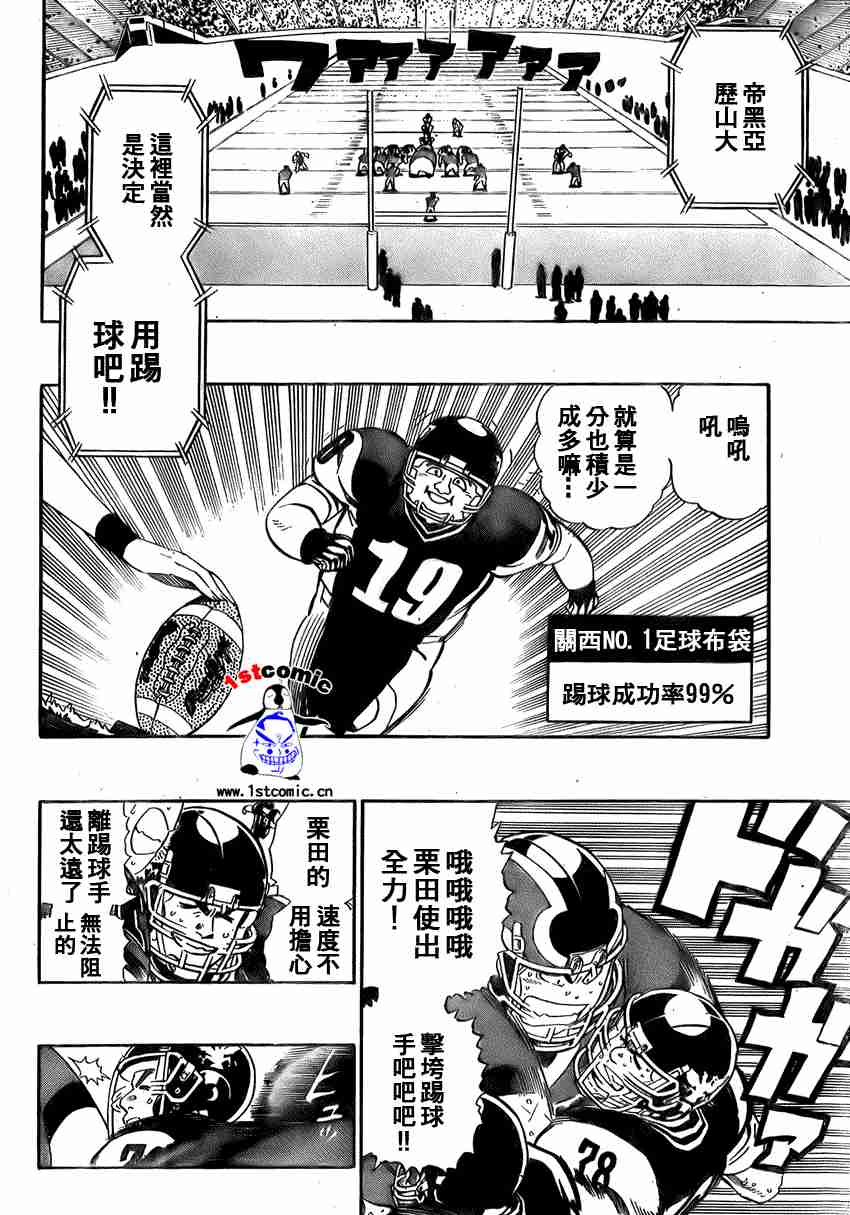 帝黑亞
歷山大
ワァァァァァァ…
這裡當然
是決定
用踢
球吧!!
嗚吼
吼
就算是一
分也積少
成多嘛…
19
關西NO.1足球布袋
踢球成功率99%
1stcomic
www.1stcomic.cn
ドガガァ
哦哦哦哦
栗田使出
全力!
擊垮踢球
手吧吧吧!!
78
栗田的
速度不
用擔心
離踢球手
還太遠了
無法阻
止的
ビュ